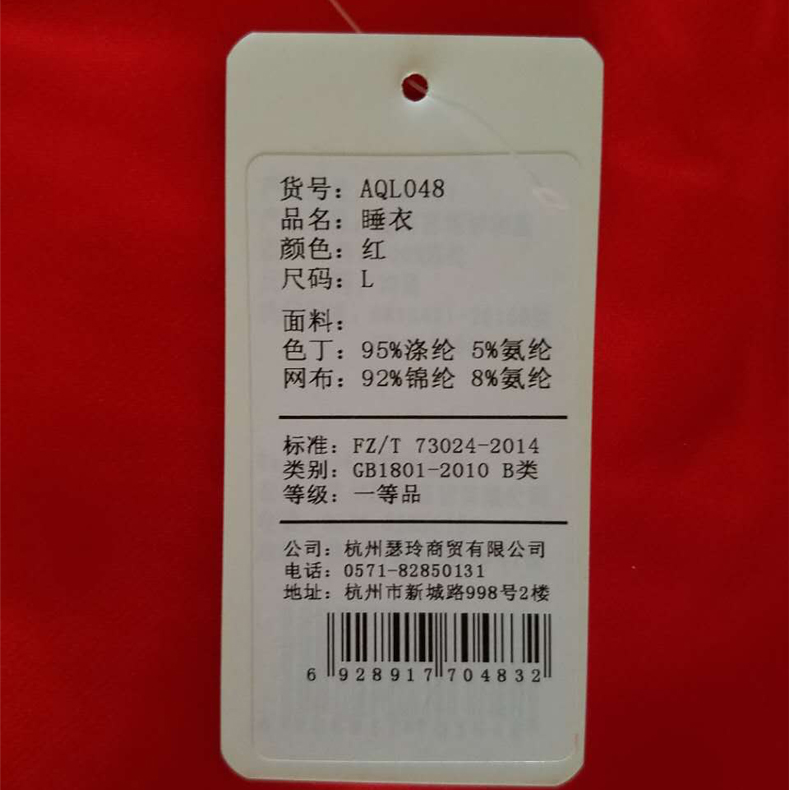 货号：AQL048
品名：睡衣
颜色：红
尺码：L
面料：
色丁：95%涤纶 5%氨纶
网布：92%锦纶 8%氨纶
标准：FZ/T 73024-2014
类别：GB1801-2010 B类
等级：一等品
公司：杭州瑟玲商贸有限公司
电话：0571-82850131
地址：杭州市新城路998号2楼
6 928917 704832